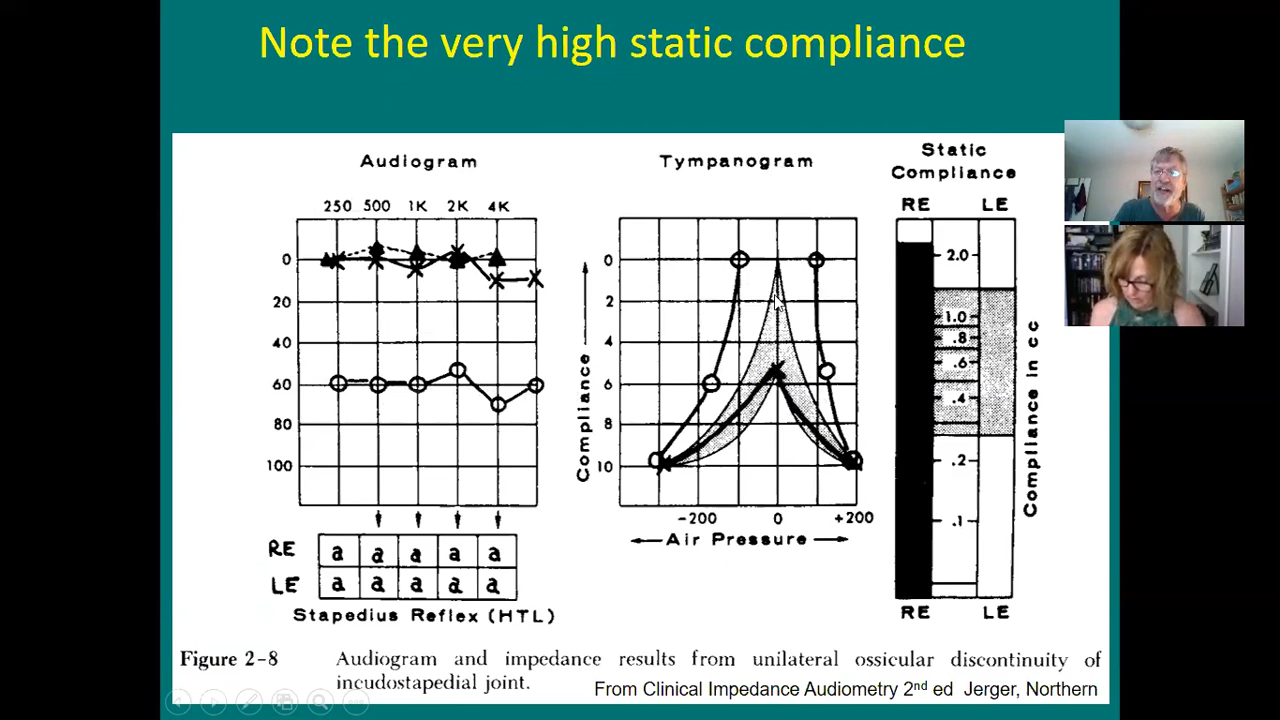 Note the very high static compliance
Audiogram
250 500 1K 2K 4K
0
20
40
60
80
100
RE a a a a a
LE a a a a a
Stapedius Reflex (HTL)
Tympanogram
0
2
4
6
8
10
Compliance
-200 0 +200
Air Pressure
Static
Compliance
RE LE
2.0
1.0
.8
.6
.4
.2
.1
Compliance in cc
RE LE
Figure 2-8 Audiogram and impedance results from unilateral ossicular discontinuity of
incudostapedial joint.
From Clinical Impedance Audiometry 2nd ed Jerger, Northern